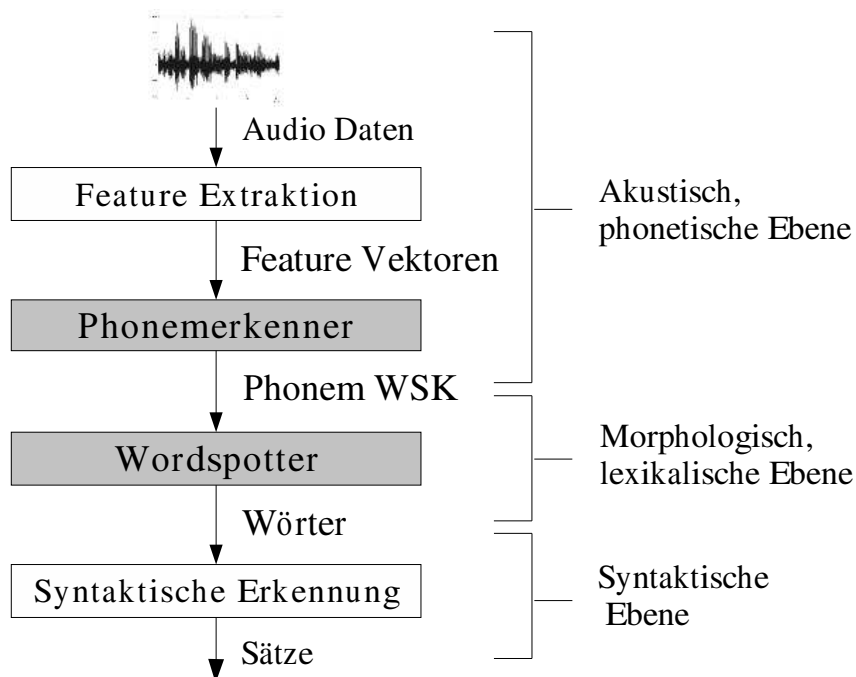 Audio Daten
Feature Extraktion
Feature Vektoren
Phonemerkenner
Phonem WSK
Wordspotter
Wörter
Syntaktische Erkennung
Sätze
Akustisch,
phonetische Ebene
Morphologisch,
lexikalische Ebene
Syntaktische
Ebene